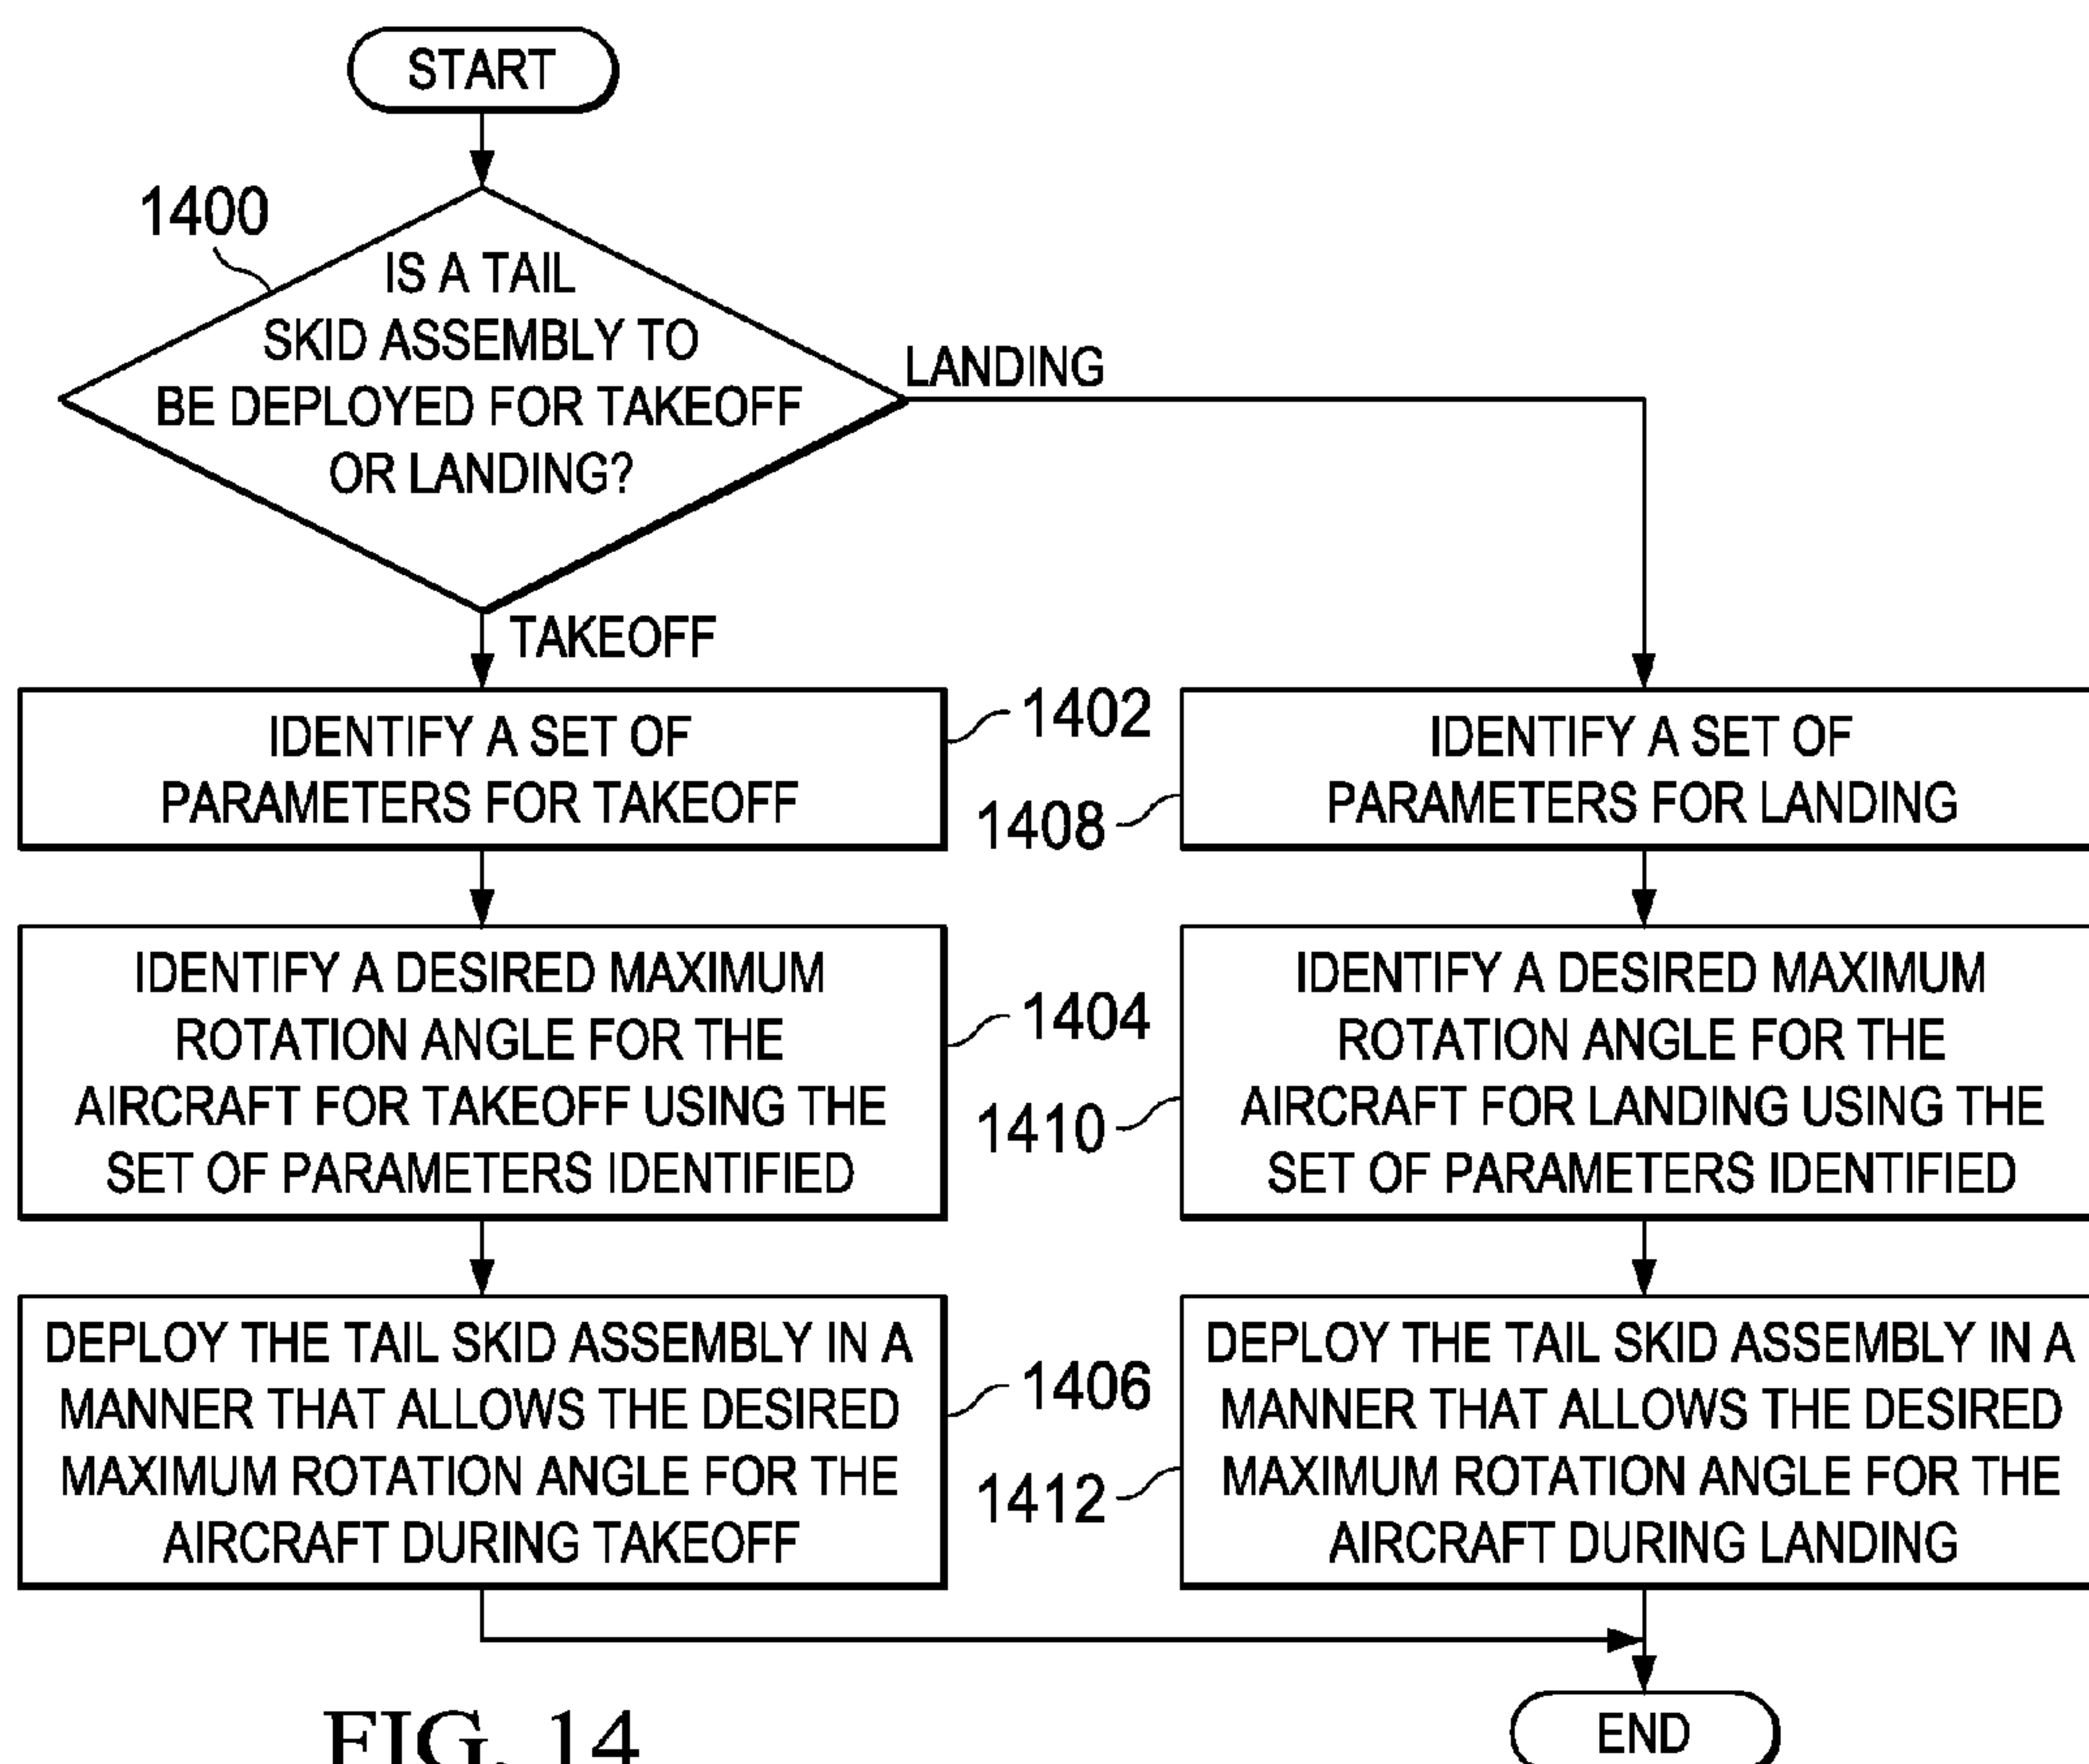 START
1400
IS A TAIL
SKID ASSEMBLY TO
BE DEPLOYED FOR TAKEOFF
OR LANDING?
LANDING
TAKEOFF
IDENTIFY A SET OF
PARAMETERS FOR TAKEOFF
1402
1408
IDENTIFY A SET OF
PARAMETERS FOR LANDING
IDENTIFY A DESIRED MAXIMUM
ROTATION ANGLE FOR THE
AIRCRAFT FOR TAKEOFF USING THE
SET OF PARAMETERS IDENTIFIED
1404
1410
IDENTIFY A DESIRED MAXIMUM
ROTATION ANGLE FOR THE
AIRCRAFT FOR LANDING USING THE
SET OF PARAMETERS IDENTIFIED
DEPLOY THE TAIL SKID ASSEMBLY IN A
MANNER THAT ALLOWS THE DESIRED
MAXIMUM ROTATION ANGLE FOR THE
AIRCRAFT DURING TAKEOFF
1406
1412
DEPLOY THE TAIL SKID ASSEMBLY IN A
MANNER THAT ALLOWS THE DESIRED
MAXIMUM ROTATION ANGLE FOR THE
AIRCRAFT DURING LANDING
END
FIG. 14